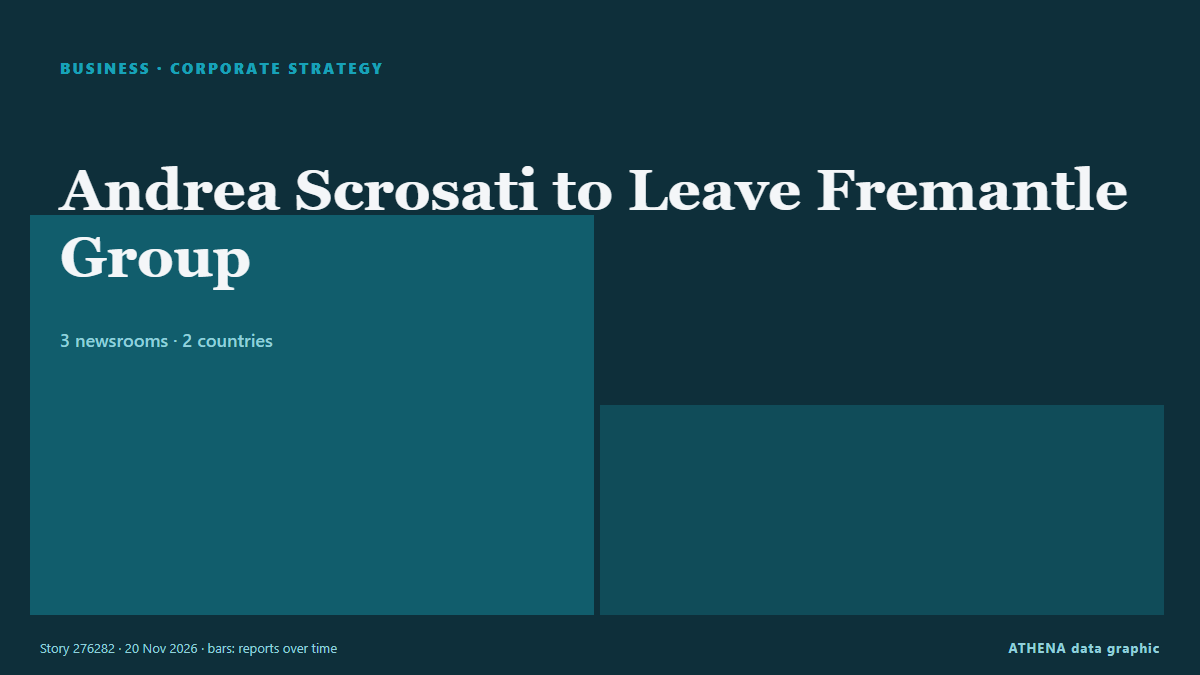 BUSINESS · CORPORATE STRATEGY
Andrea Scrosati to Leave Fremantle
Group
3 newsrooms · 2 countries
Story 276282 · 20 Nov 2026 · bars: reports over time
ATHENA data graphic